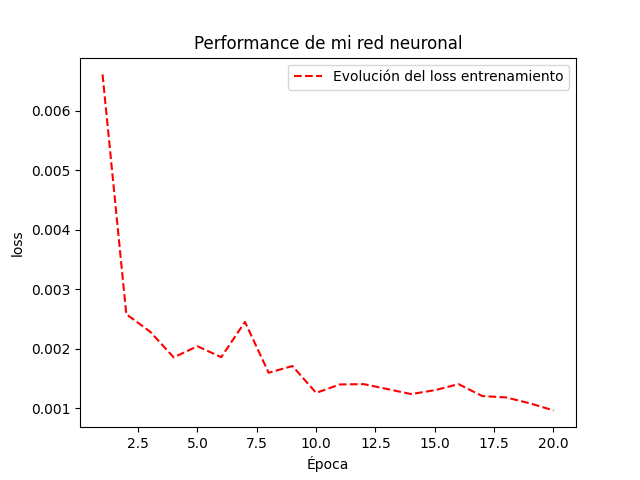 Performance de mi red neuronal
Evolución del loss entrenamiento
0.006
0.005
0.004
0.003
0.002
0.001
loss
2.5 5.0 7.5 10.0 12.5 15.0 17.5 20.0
Época